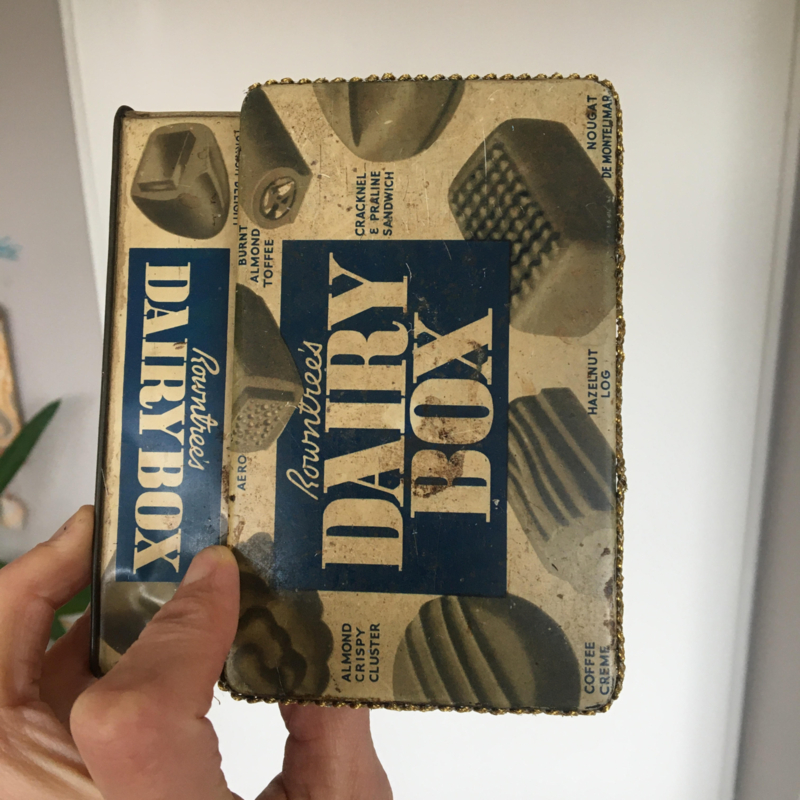 Rowntree's
DAIRY BOX
AERO
BURNT
ALMOND
TOFFEE
Rowntree's
DAIRY
BOX
ALMOND
CRISPY
CLUSTER
CRACKNEL
& PRALINE
SANDWICH
COFFEE
CREME
HAZELNUT
LOG
NOUGAT
DE MONTELIMAR